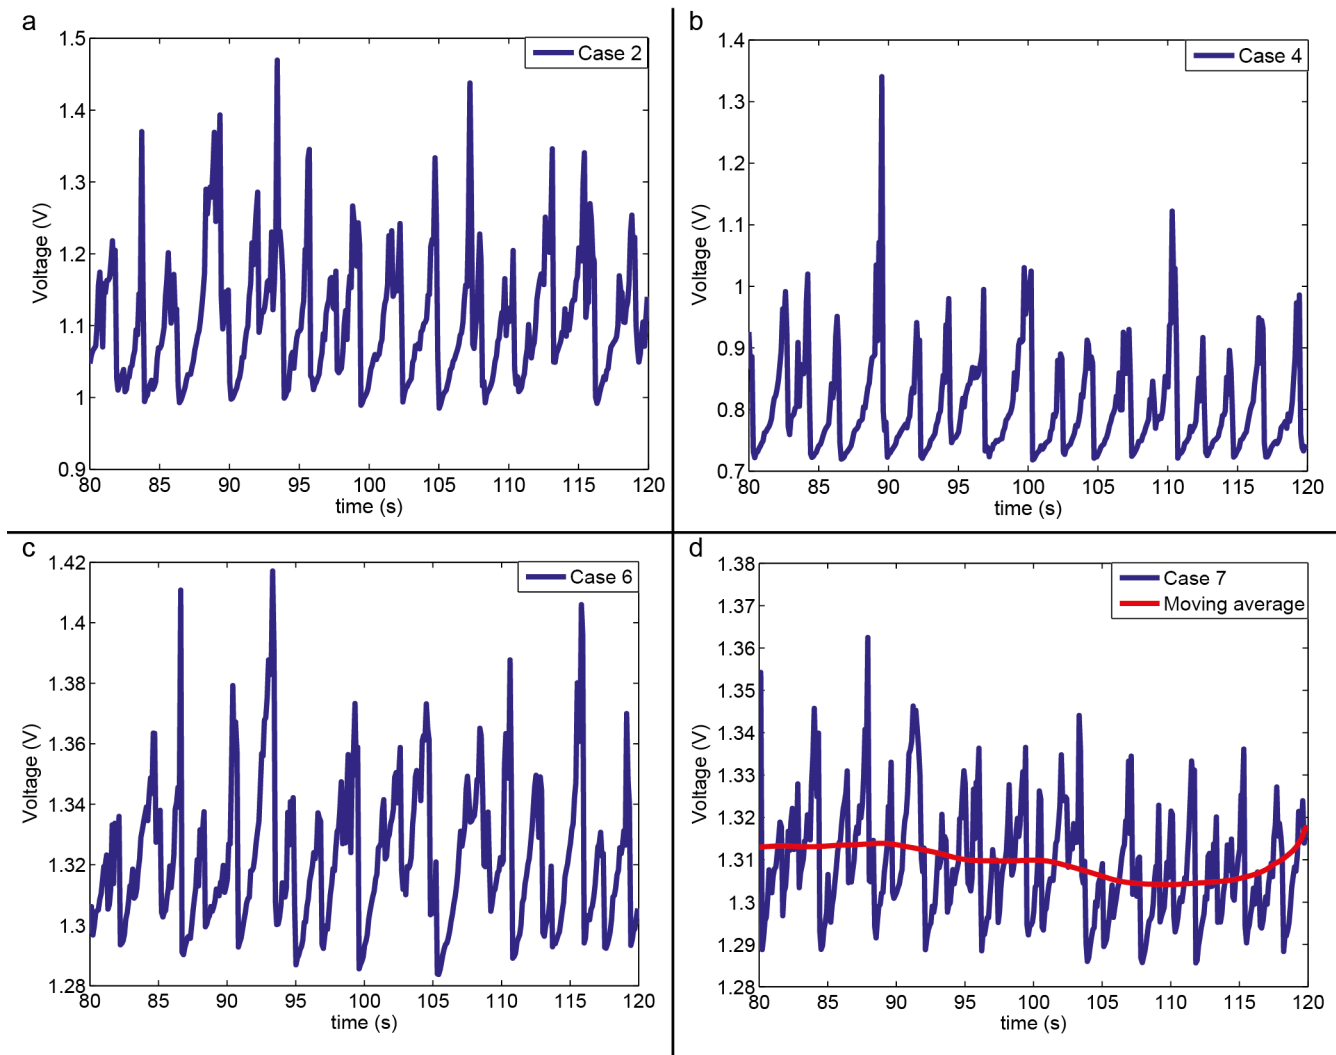 a
1.5
1.4
1.3
1.2
1.1
1
0.9
Voltage (V)
80 85 90 95 100 105 110 115 120
time (s)
Case 2
b
1.4
1.3
1.2
1.1
1
0.9
0.8
0.7
Voltage (V)
80 85 90 95 100 105 110 115 120
time (s)
Case 4
c
1.42
1.4
1.38
1.36
1.34
1.32
1.3
1.28
Voltage (V)
80 85 90 95 100 105 110 115 120
time (s)
Case 6
d
1.38
1.37
1.36
1.35
1.34
1.33
1.32
1.31
1.3
1.29
1.28
Voltage (V)
80 85 90 95 100 105 110 115 120
time (s)
Case 7
Moving average